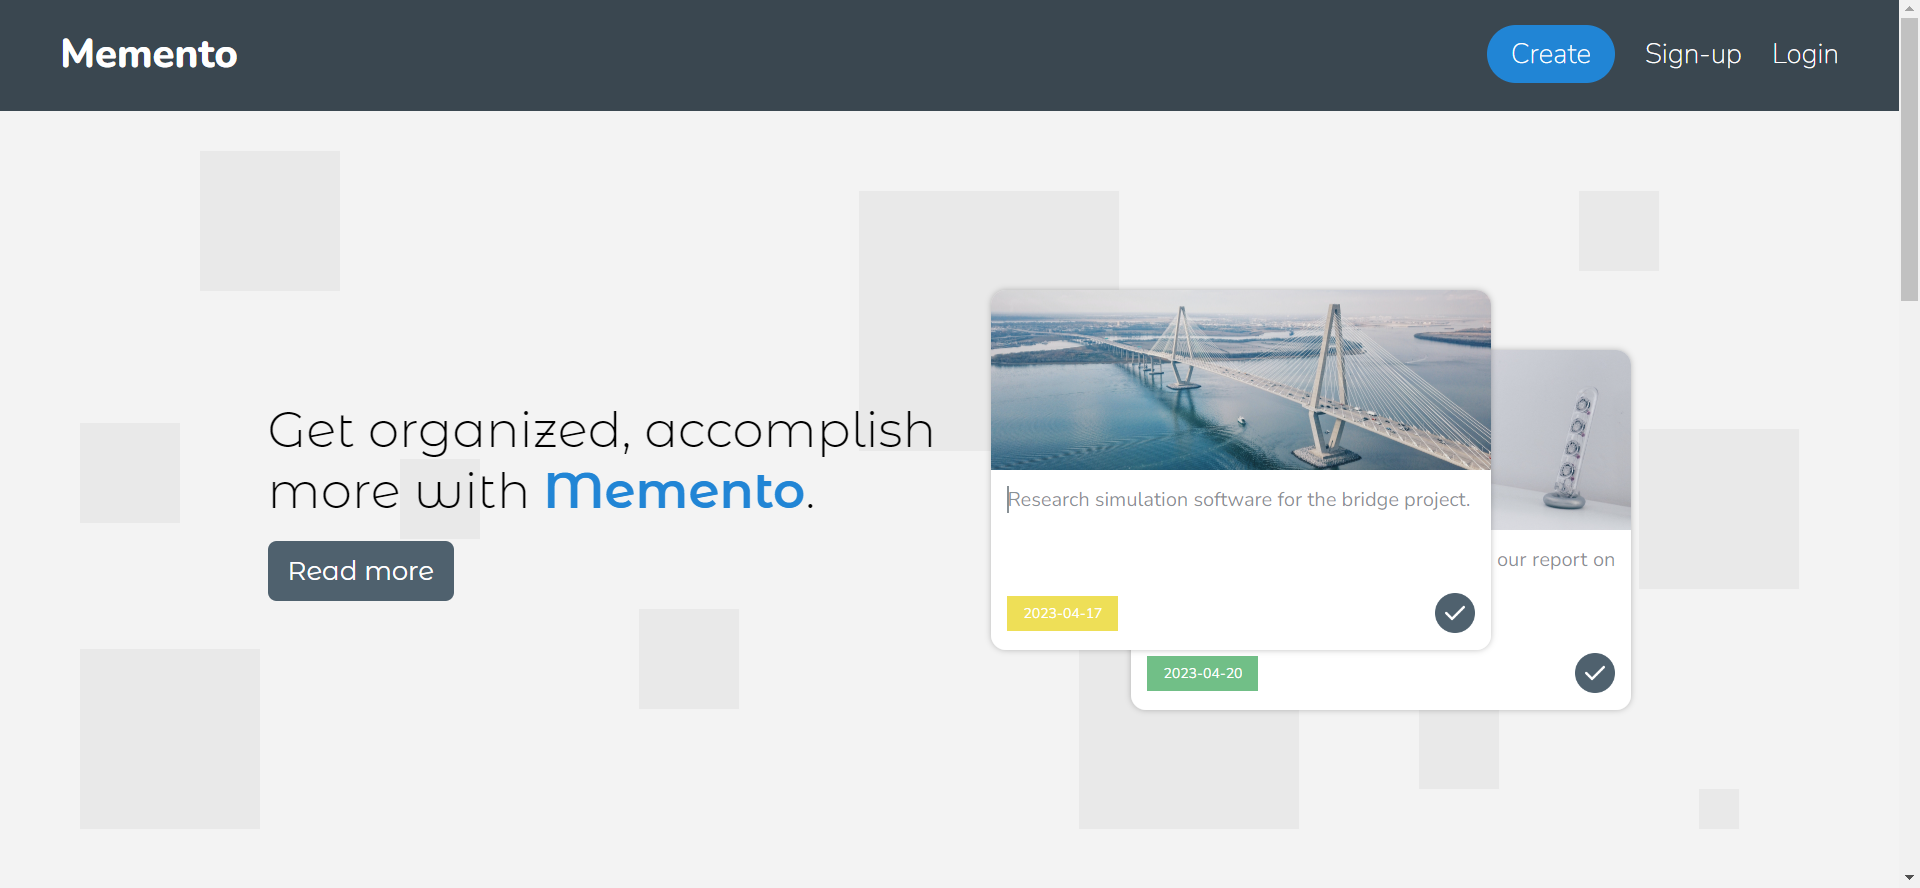 Memento
Create
Sign-up
Login
Get organized, accomplish
more with Memento.
Read more
Research simulation software for the bridge project.
2023-04-17
our report on
2023-04-20